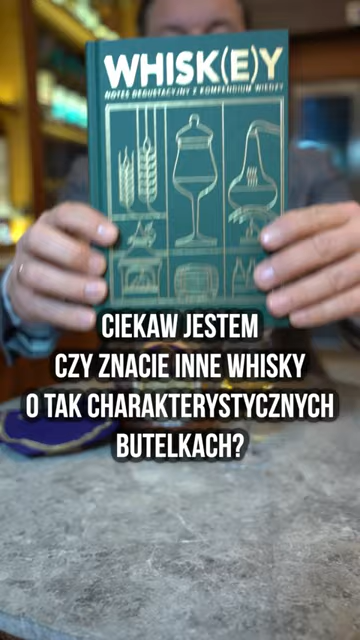 WHISK(E)Y
NOTES DEGUSTACYJNY Z KOMPENDIUM WIEDZY
CIEKAW JESTEM
CZY ZNACIE INNE WHISKY
O TAK CHARAKTERYSTYCZNYCH
BUTELKACH?